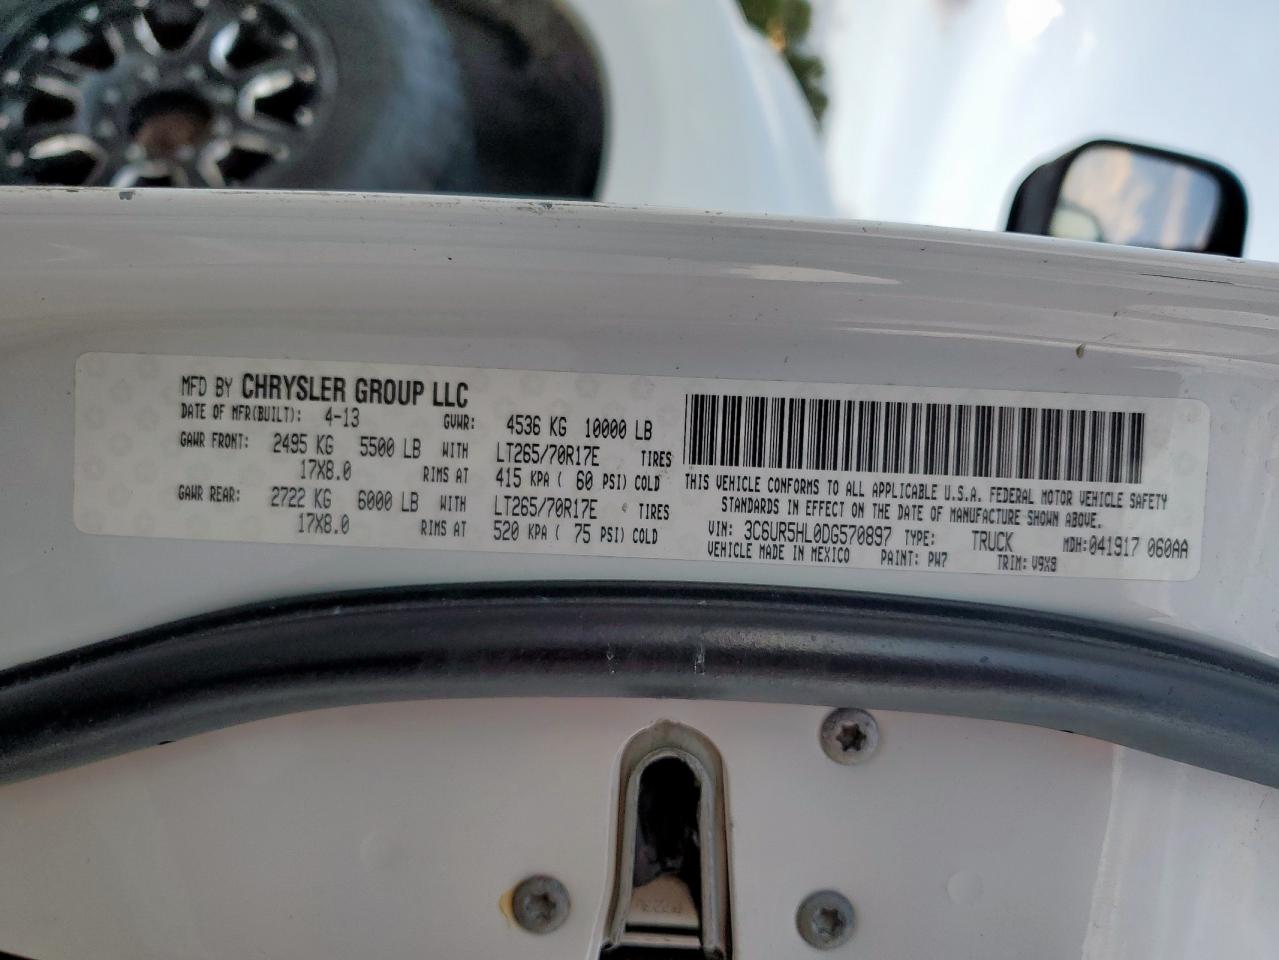 MFD BY CHRYSLER GROUP LLC
DATE OF MFR(BUILT): 4-13 GVWR: 4536 KG 10000 LB
GAWR FRONT: 2495 KG 5500 LB WITH LT265/70R17E TIRES
17X8.0 RIMS AT 415 KPA ( 60 PSI) COLD
GAWR REAR: 2722 KG 6000 LB WITH LT265/70R17E TIRES
17X8.0 RIMS AT 520 KPA ( 75 PSI) COLD
THIS VEHICLE CONFORMS TO ALL APPLICABLE U.S.A. FEDERAL MOTOR VEHICLE SAFETY
STANDARDS IN EFFECT ON THE DATE OF MANUFACTURE SHOWN ABOVE.
VIN: 3C6UR5HL0DG570897 TYPE: TRUCK MDH: 041917 060AA
VEHICLE MADE IN MEXICO PAINT: PW7 TRIM: V9X8